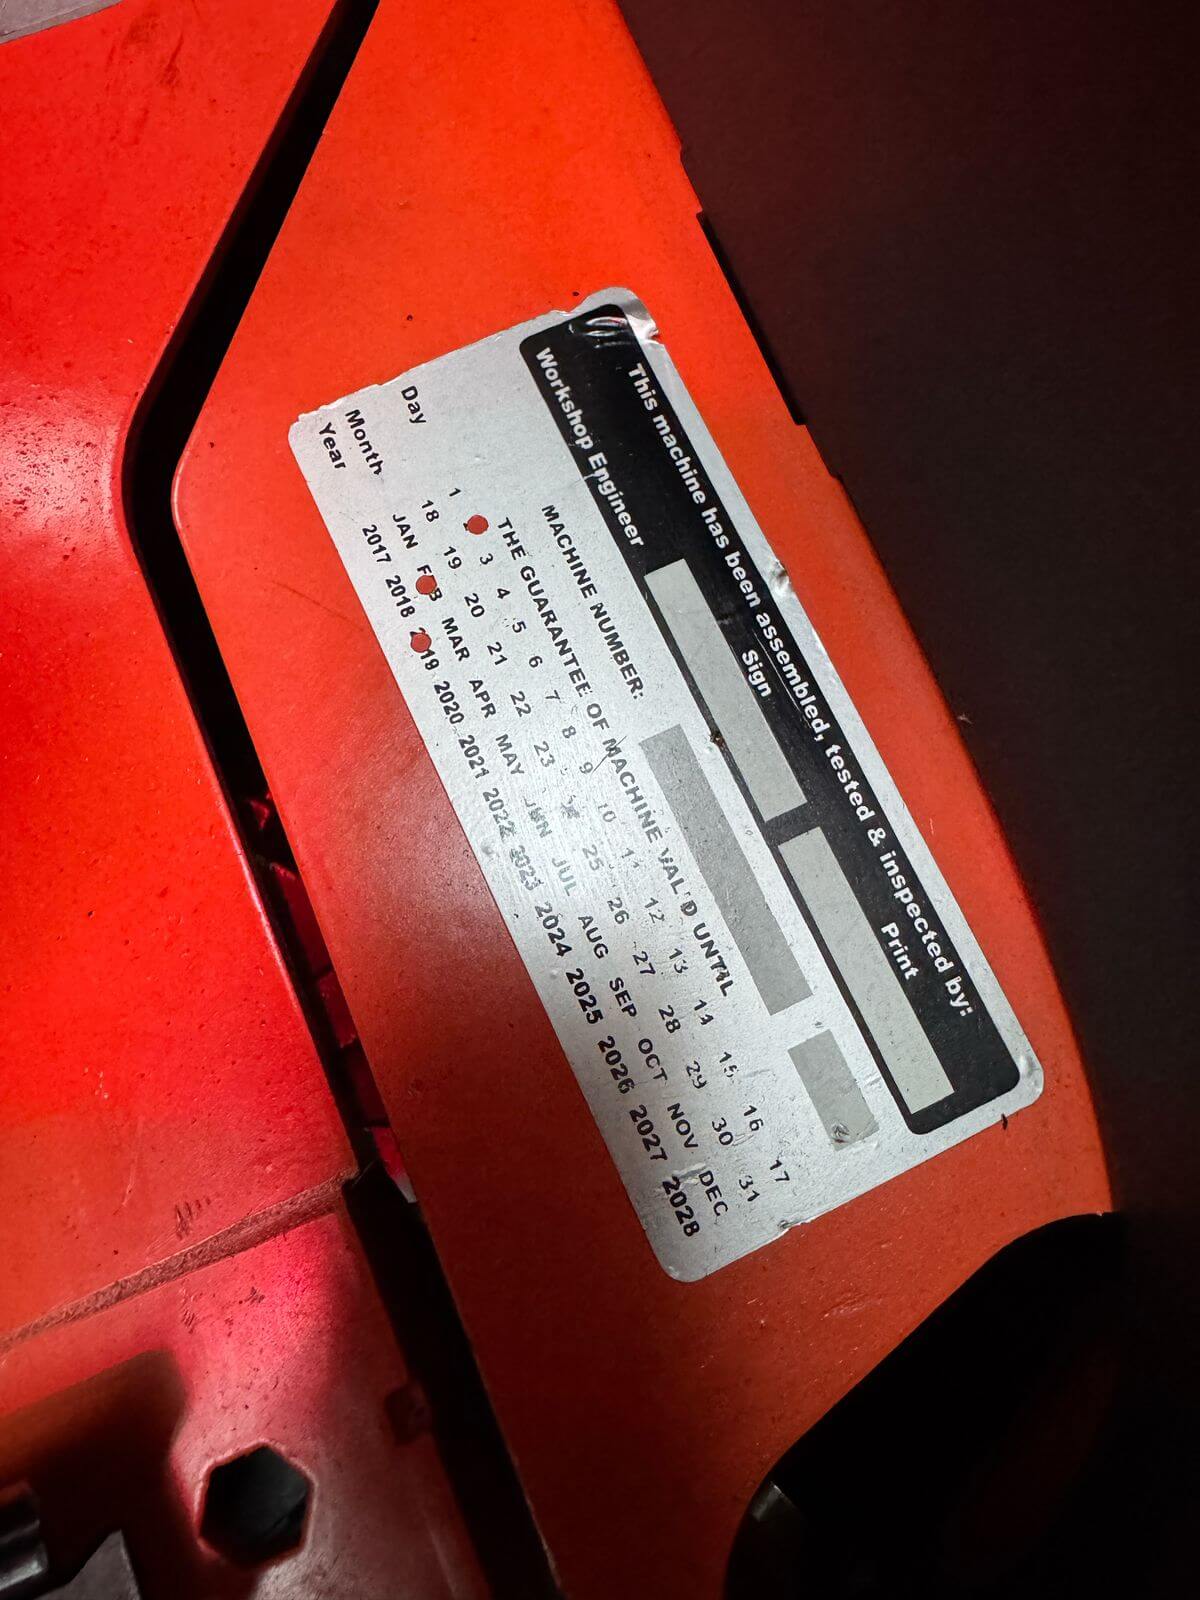 This machine has been assembled, tested & inspected by:
Workshop Engineer Sign Print
MACHINE NUMBER:
THE GUARANTEE OF MACHINE VALID UNTIL
Day 1 3 4 5 6 7 8 9 10 11 12 13 14 15 16 17
18 19 20 21 22 23 25 26 27 28 29 30 31
Month JAN FEB MAR APR MAY JUN JUL AUG SEP OCT NOV DEC
Year 2017 2018 2019 2020 2021 2022 2023 2024 2025 2026 2027 2028